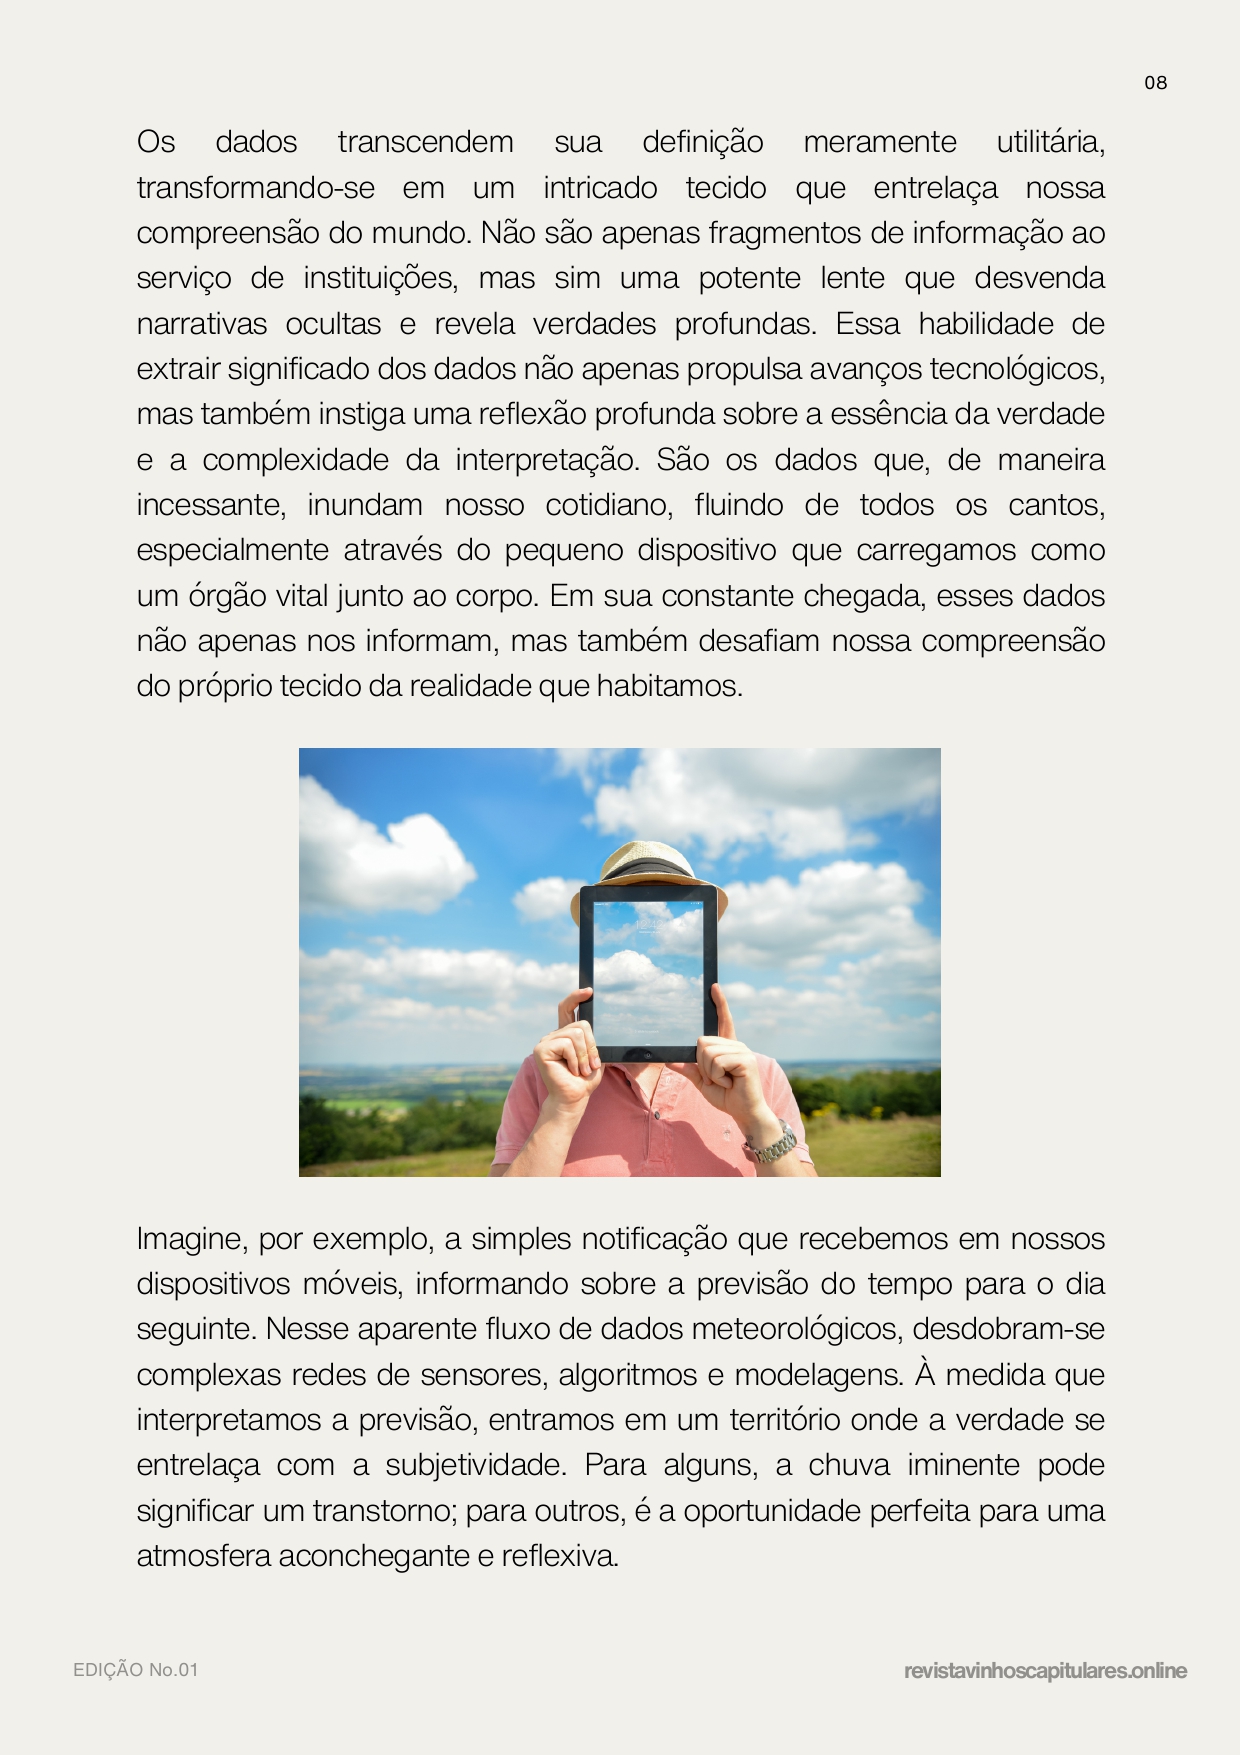 08
Os dados transcendem sua definição meramente utilitária,
transformando-se em um intricado tecido que entrelaça nossa
compreensão do mundo. Não são apenas fragmentos de informação ao
serviço de instituições, mas sim uma potente lente que desvenda
narrativas ocultas e revela verdades profundas. Essa habilidade de
extrair significado dos dados não apenas propulsa avanços tecnológicos,
mas também instiga uma reflexão profunda sobre a essência da verdade
e a complexidade da interpretação. São os dados que, de maneira
incessante, inundam nosso cotidiano, fluindo de todos os cantos,
especialmente através do pequeno dispositivo que carregamos como
um órgão vital junto ao corpo. Em sua constante chegada, esses dados
não apenas nos informam, mas também desafiam nossa compreensão
do próprio tecido da realidade que habitamos.
Imagine, por exemplo, a simples notificação que recebemos em nossos
dispositivos móveis, informando sobre a previsão do tempo para o dia
seguinte. Nesse aparente fluxo de dados meteorológicos, desdobram-se
complexas redes de sensores, algoritmos e modelagens. À medida que
interpretamos a previsão, entramos em um território onde a verdade se
entrelaça com a subjetividade. Para alguns, a chuva iminente pode
significar um transtorno; para outros, é a oportunidade perfeita para uma
atmosfera aconchegante e reflexiva.
EDIÇÃO No.01
revistavinhoscapitulares.online